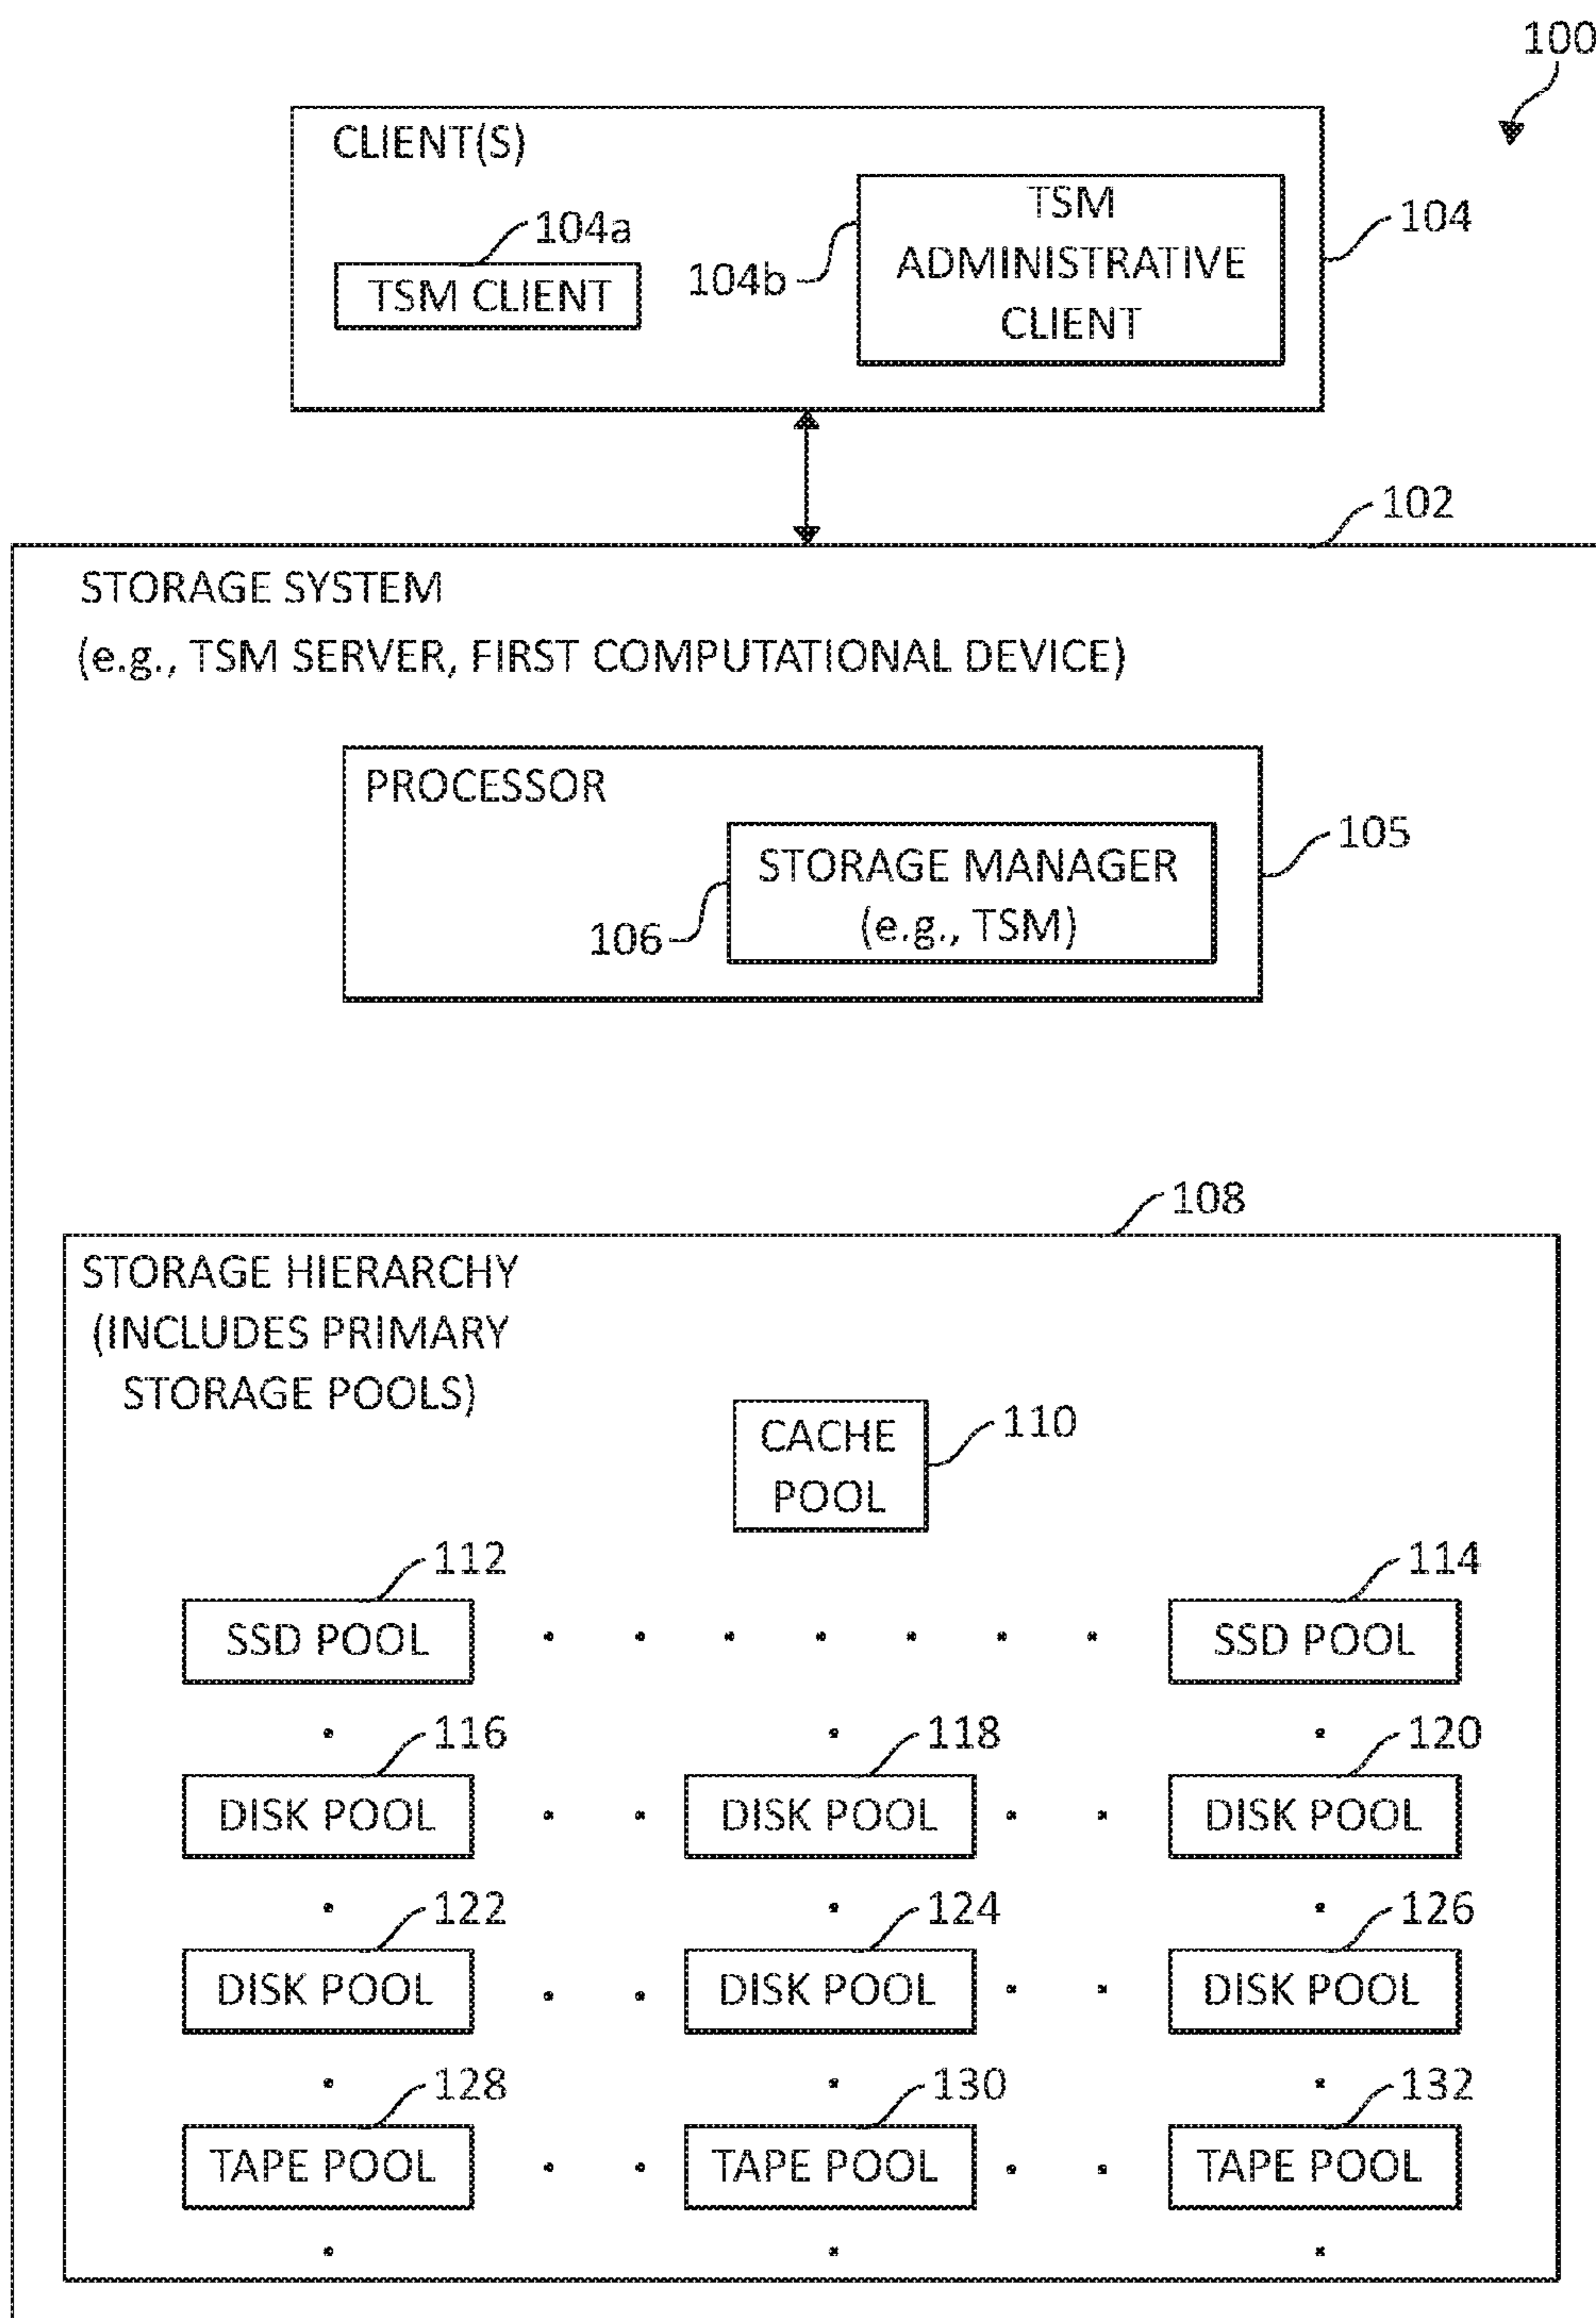 100
CLIENT(S)
104a
TSM CLIENT
104b
TSM
ADMINISTRATIVE
CLIENT
104
102
STORAGE SYSTEM
(e.g., TSM SERVER, FIRST COMPUTATIONAL DEVICE)
PROCESSOR
105
STORAGE MANAGER
(e.g., TSM)
106
108
STORAGE HIERARCHY
(INCLUDES PRIMARY
STORAGE POOLS)
CACHE
POOL
110
112
114
SSD POOL
SSD POOL
116
118
120
DISK POOL
DISK POOL
DISK POOL
122
124
126
DISK POOL
DISK POOL
DISK POOL
128
130
132
TAPE POOL
TAPE POOL
TAPE POOL